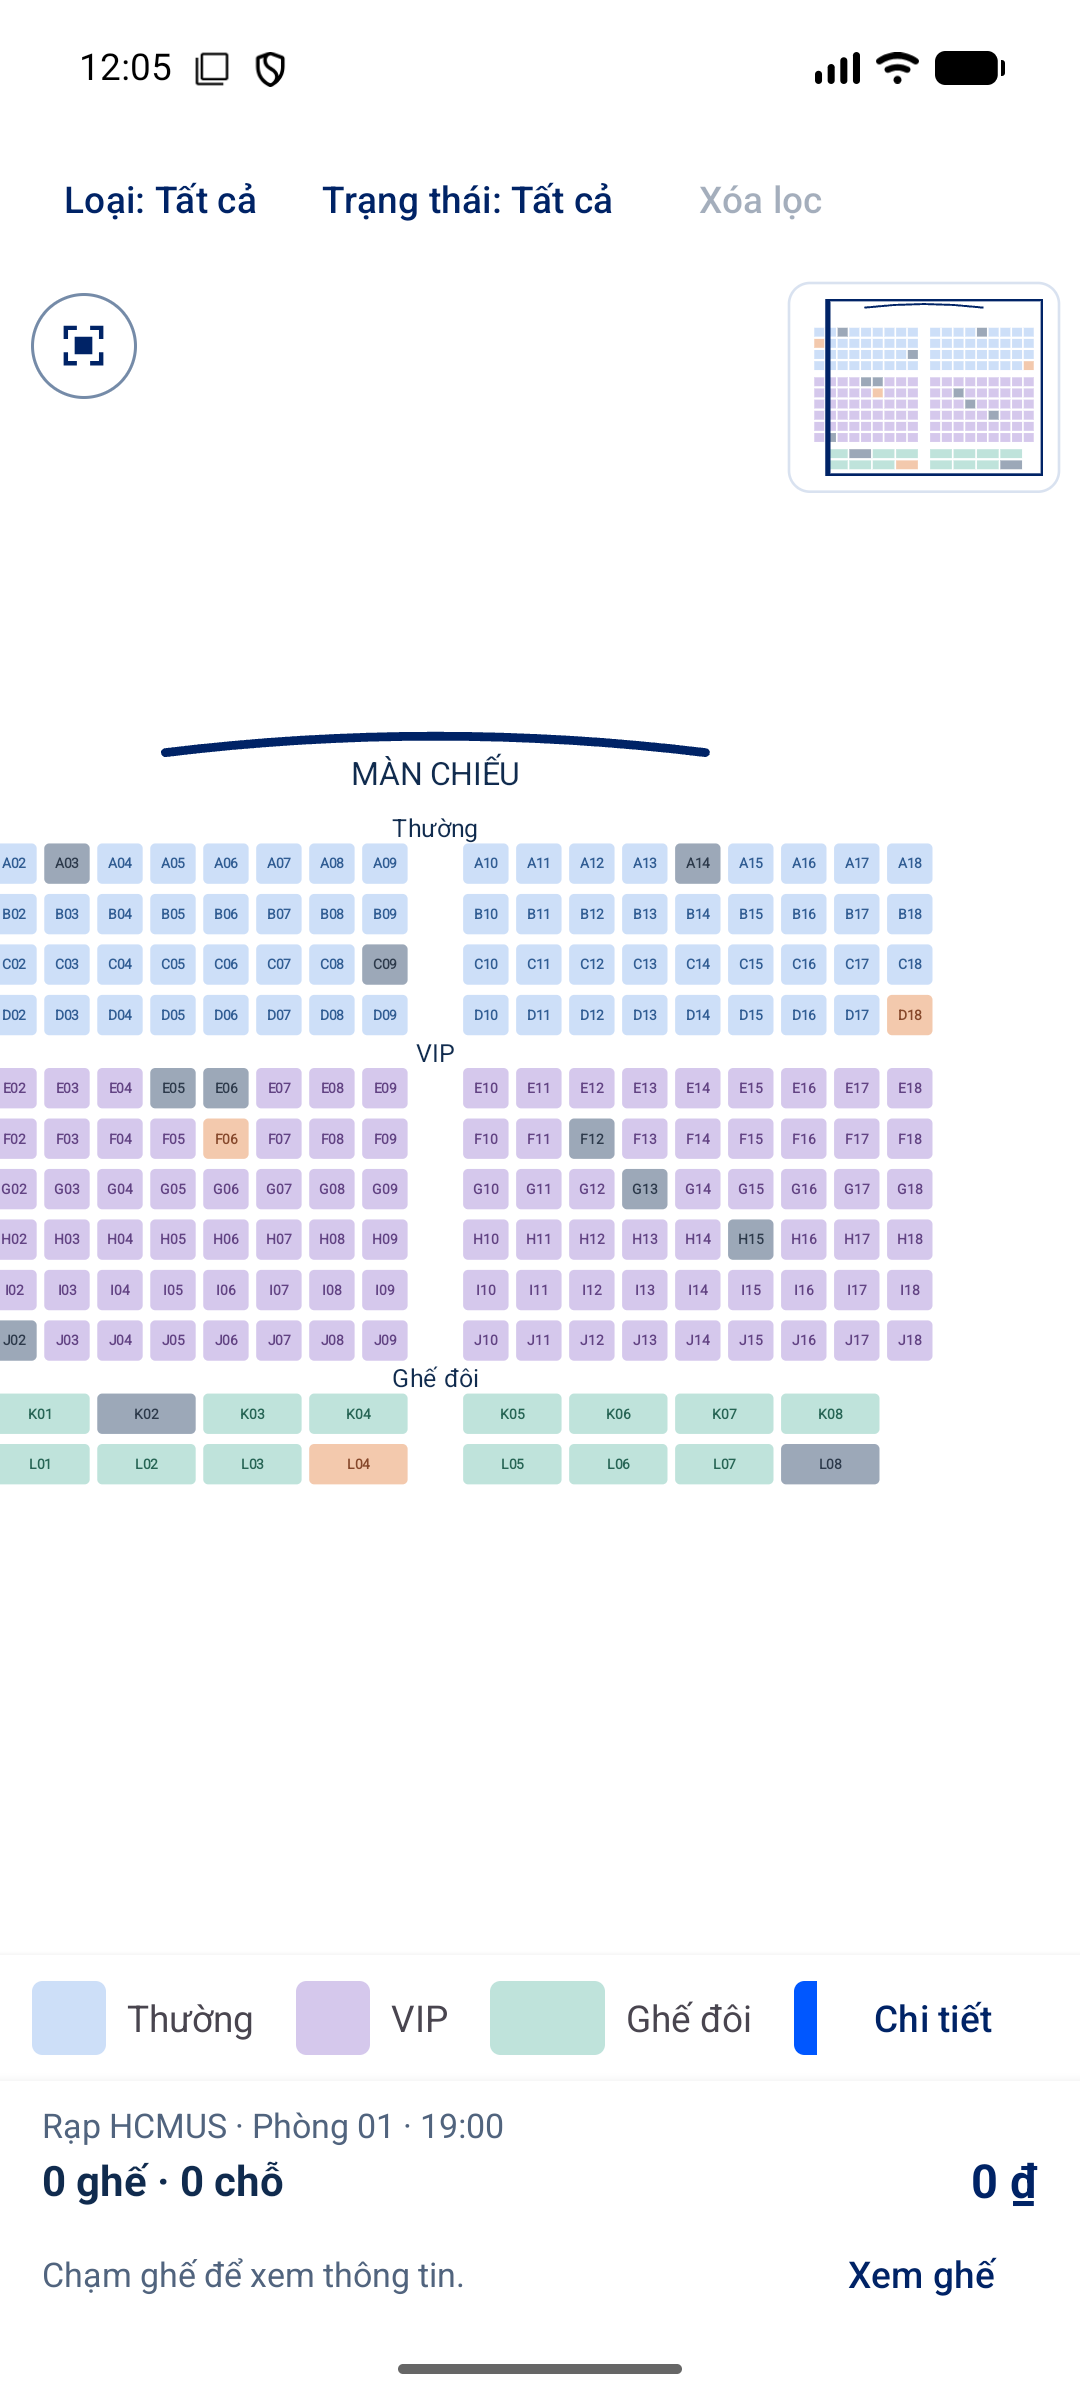 12:05
Loại: Tất cả Trạng thái: Tất cả Xóa lọc
MÀN CHIẾU
Thường
A02 A03 A04 A05 A06 A07 A08 A09 A10 A11 A12 A13 A14 A15 A16 A17 A18
B02 B03 B04 B05 B06 B07 B08 B09 B10 B11 B12 B13 B14 B15 B16 B17 B18
C02 C03 C04 C05 C06 C07 C08 C09 C10 C11 C12 C13 C14 C15 C16 C17 C18
D02 D03 D04 D05 D06 D07 D08 D09 D10 D11 D12 D13 D14 D15 D16 D17 D18
VIP
E02 E03 E04 E05 E06 E07 E08 E09 E10 E11 E12 E13 E14 E15 E16 E17 E18
F02 F03 F04 F05 F06 F07 F08 F09 F10 F11 F12 F13 F14 F15 F16 F17 F18
G02 G03 G04 G05 G06 G07 G08 G09 G10 G11 G12 G13 G14 G15 G16 G17 G18
H02 H03 H04 H05 H06 H07 H08 H09 H10 H11 H12 H13 H14 H15 H16 H17 H18
I02 I03 I04 I05 I06 I07 I08 I09 I10 I11 I12 I13 I14 I15 I16 I17 I18
J02 J03 J04 J05 J06 J07 J08 J09 J10 J11 J12 J13 J14 J15 J16 J17 J18
Ghế đôi
K01 K02 K03 K04 K05 K06 K07 K08
L01 L02 L03 L04 L05 L06 L07 L08
Thường VIP Ghế đôi Chi tiết
Rạp HCMUS · Phòng 01 · 19:00
0 ghế · 0 chỗ 0 ₫
Chạm ghế để xem thông tin. Xem ghế